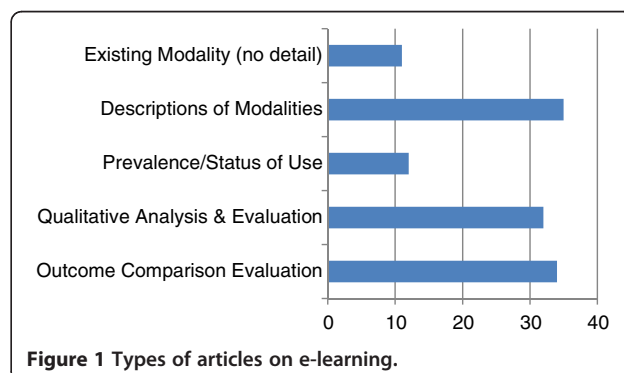 Existing Modality (no detail)
Descriptions of Modalities
Prevalence/Status of Use
Qualitative Analysis & Evaluation
Outcome Comparison Evaluation
0 10 20 30 40
Figure 1 Types of articles on e-learning.